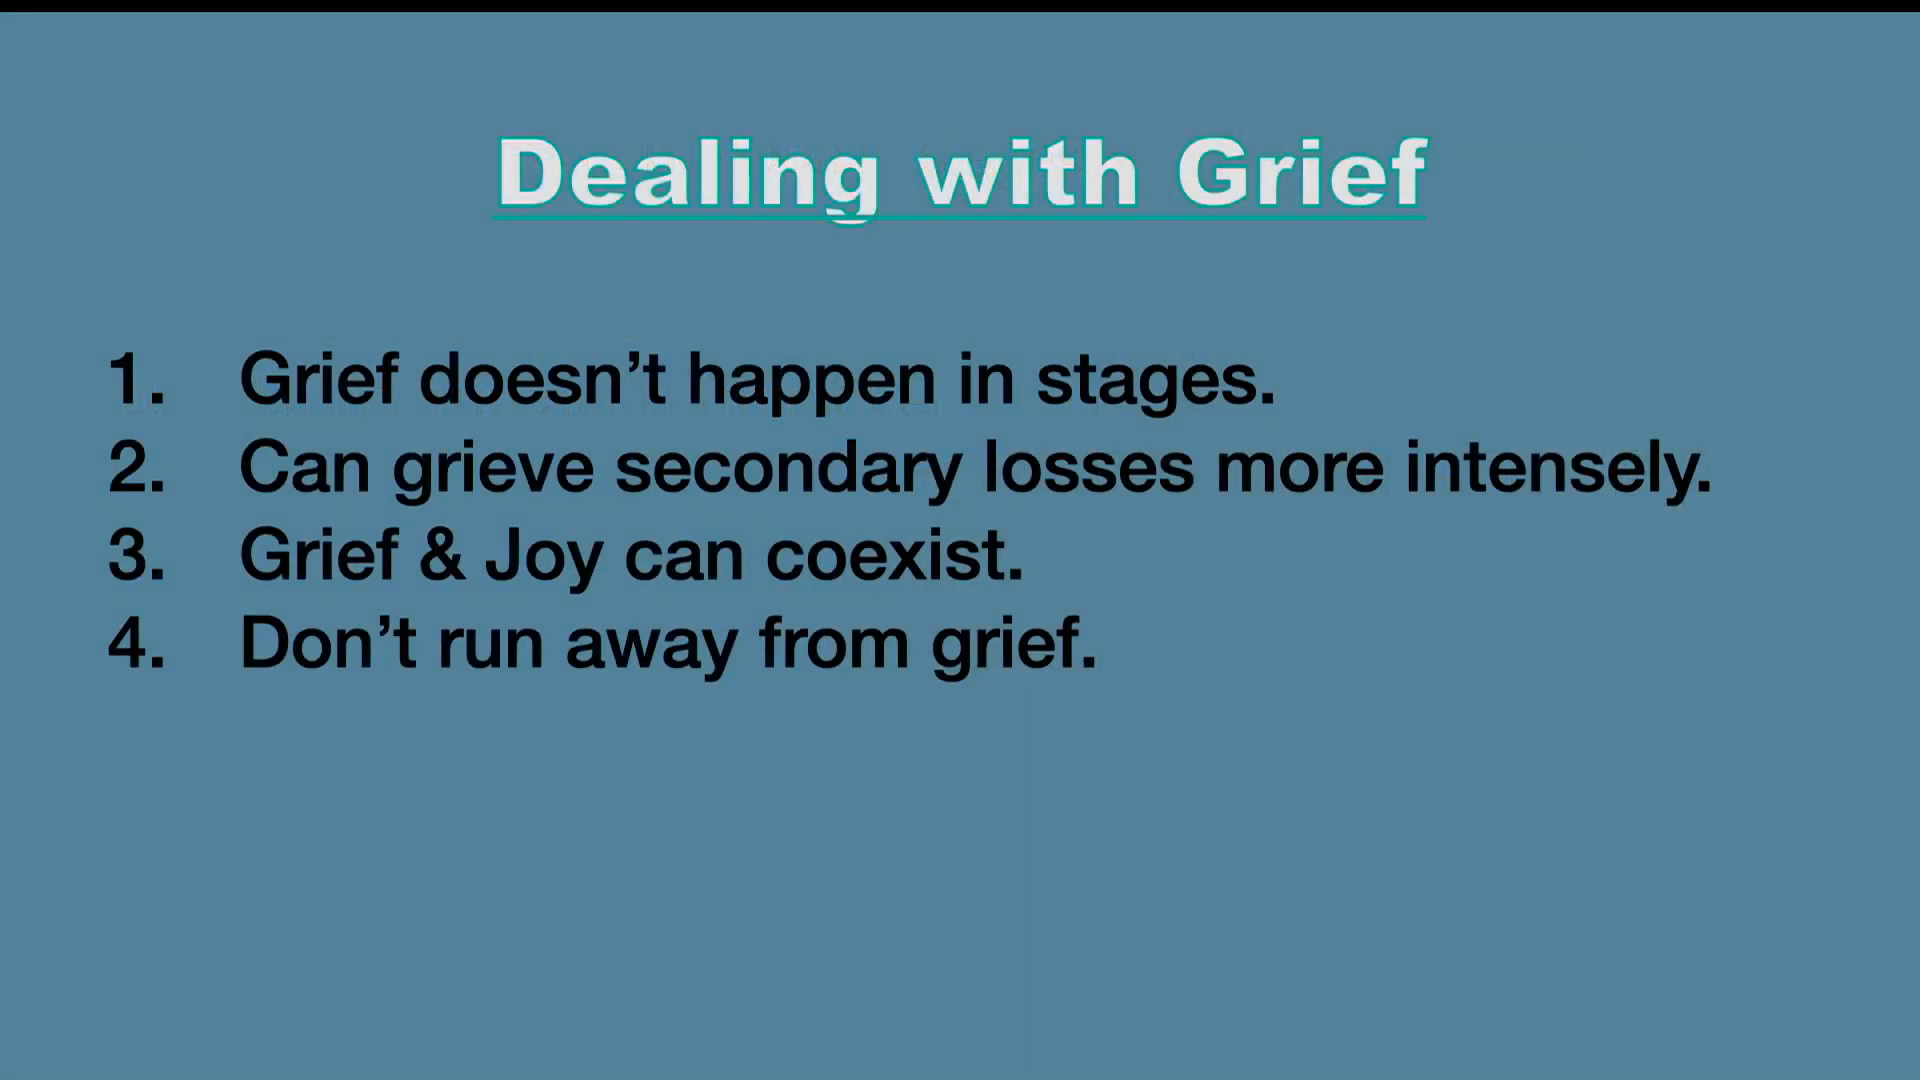 Dealing with Grief
1. Grief doesn’t happen in stages.
2. Can grieve secondary losses more intensely.
3. Grief & Joy can coexist.
4. Don’t run away from grief.